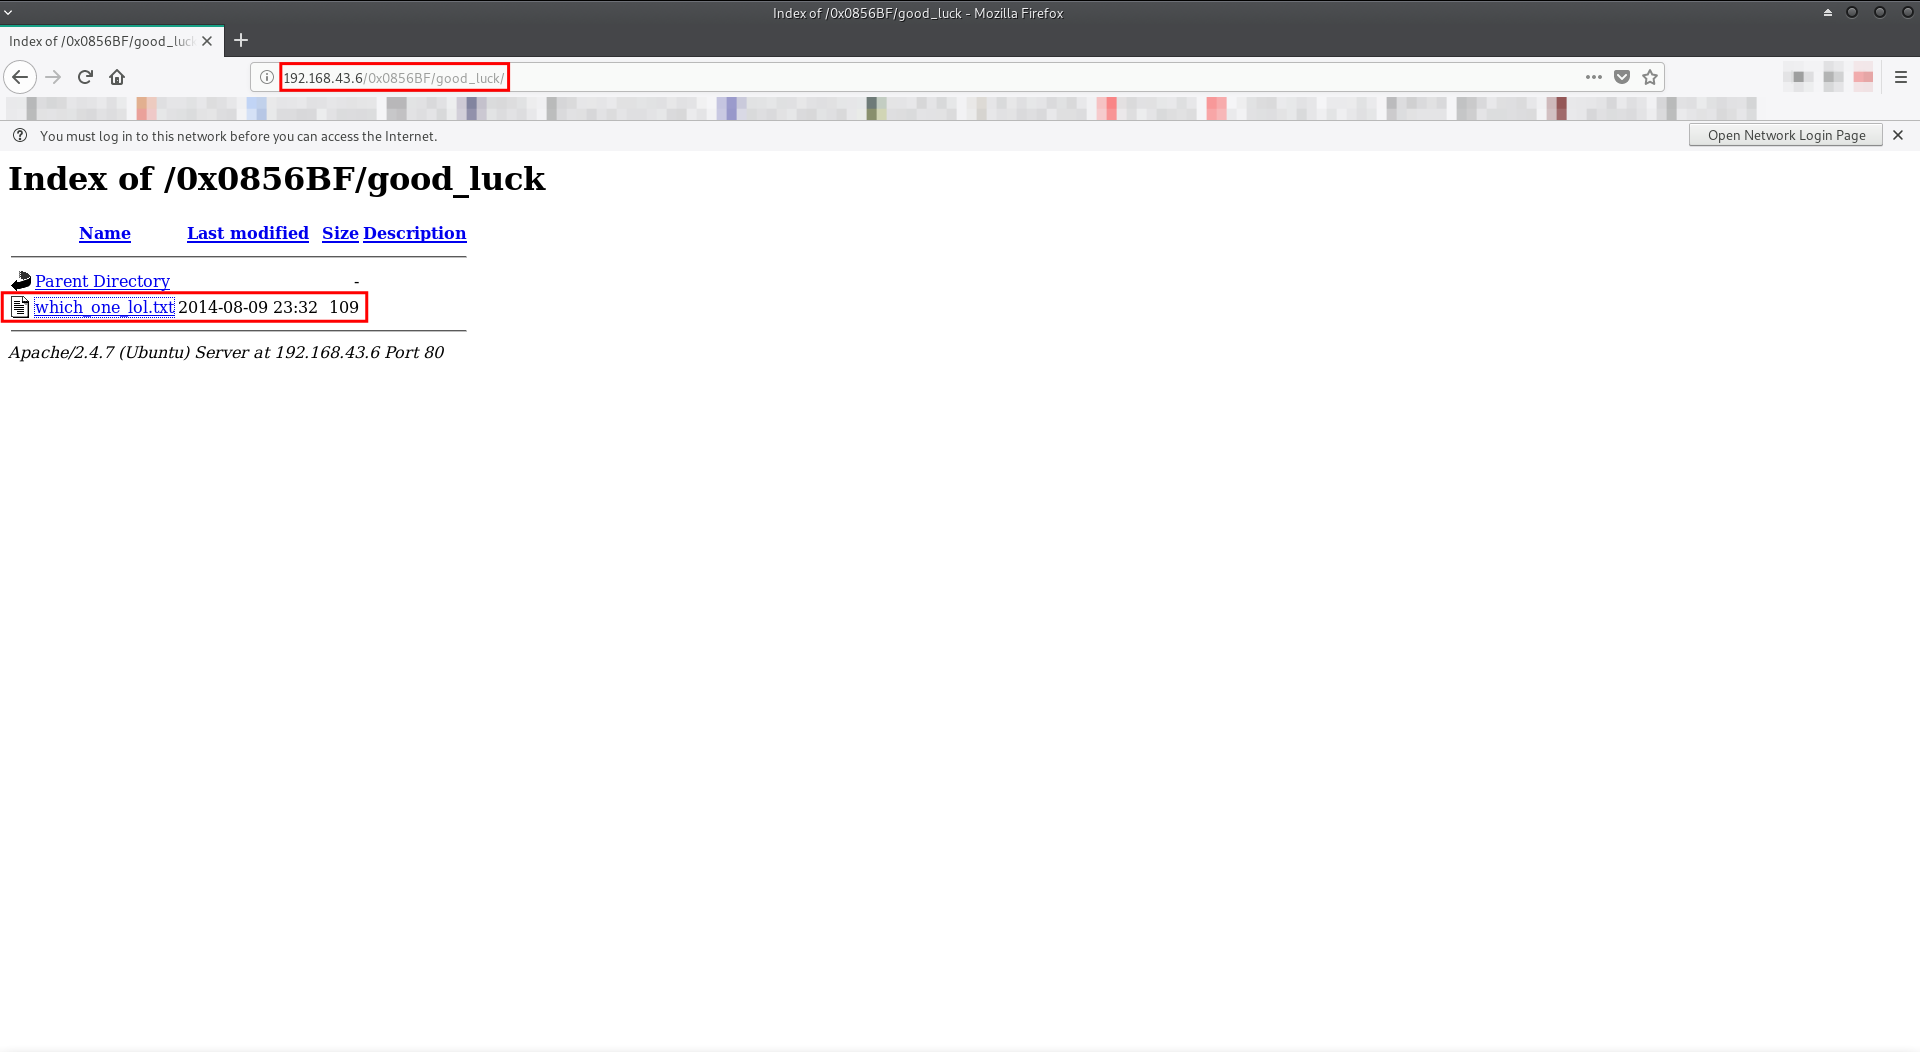 Index of /0x0856BF/good_luck - Mozilla Firefox
Index of /0x0856BF/good_luc
192.168.43.6/0x0856BF/good_luck/
You must log in to this network before you can access the Internet.
Open Network Login Page
Index of /0x0856BF/good_luck
Name Last modified Size Description
Parent Directory -
which_one_lol.txt 2014-08-09 23:32 109
Apache/2.4.7 (Ubuntu) Server at 192.168.43.6 Port 80